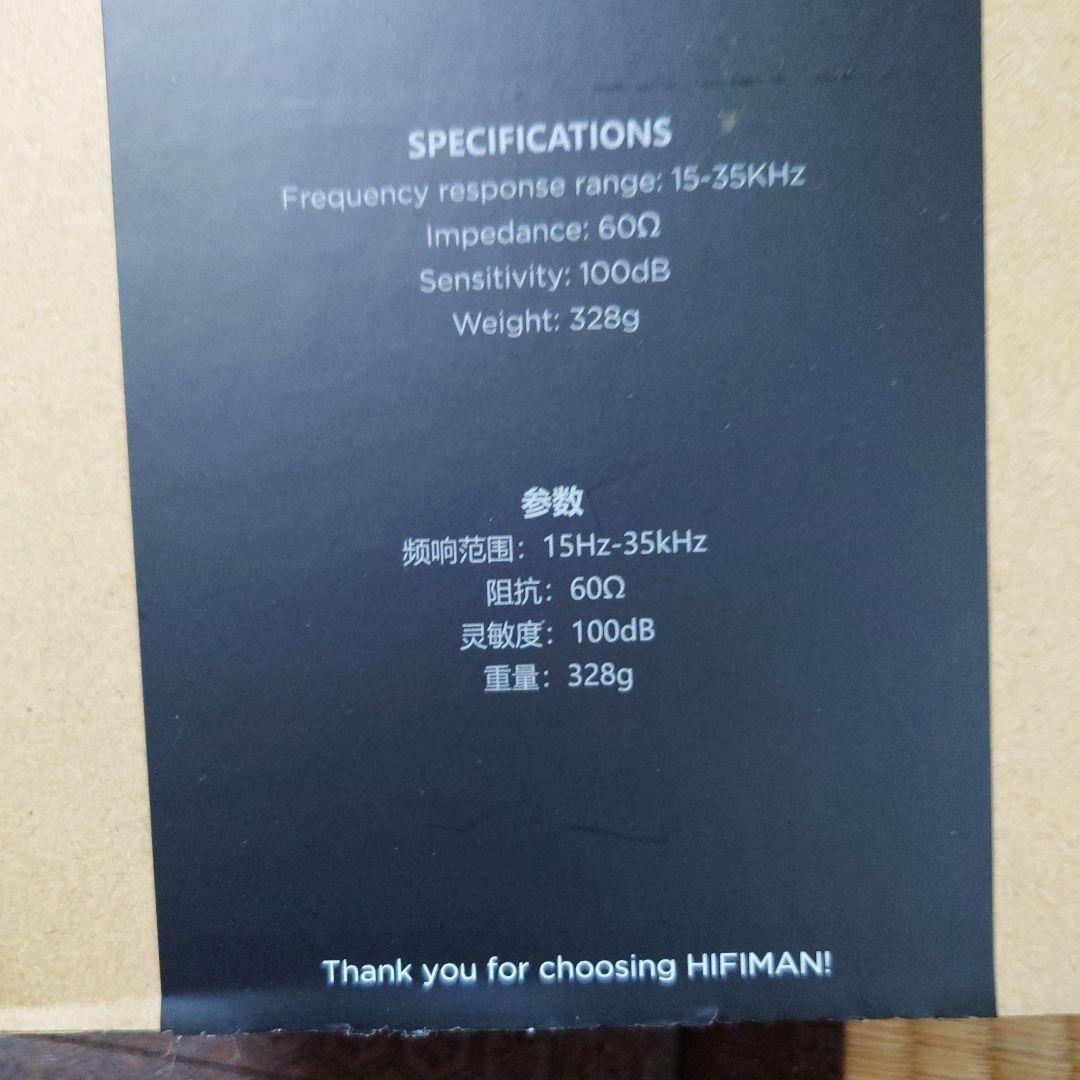 SPECIFICATIONS
Frequency response range: 15-35KHz
Impedance: 60Ω
Sensitivity: 100dB
Weight: 328g
参数
频响范围：15Hz-35kHz
阻抗：60Ω
灵敏度：100dB
重量：328g
Thank you for choosing HIFIMAN!